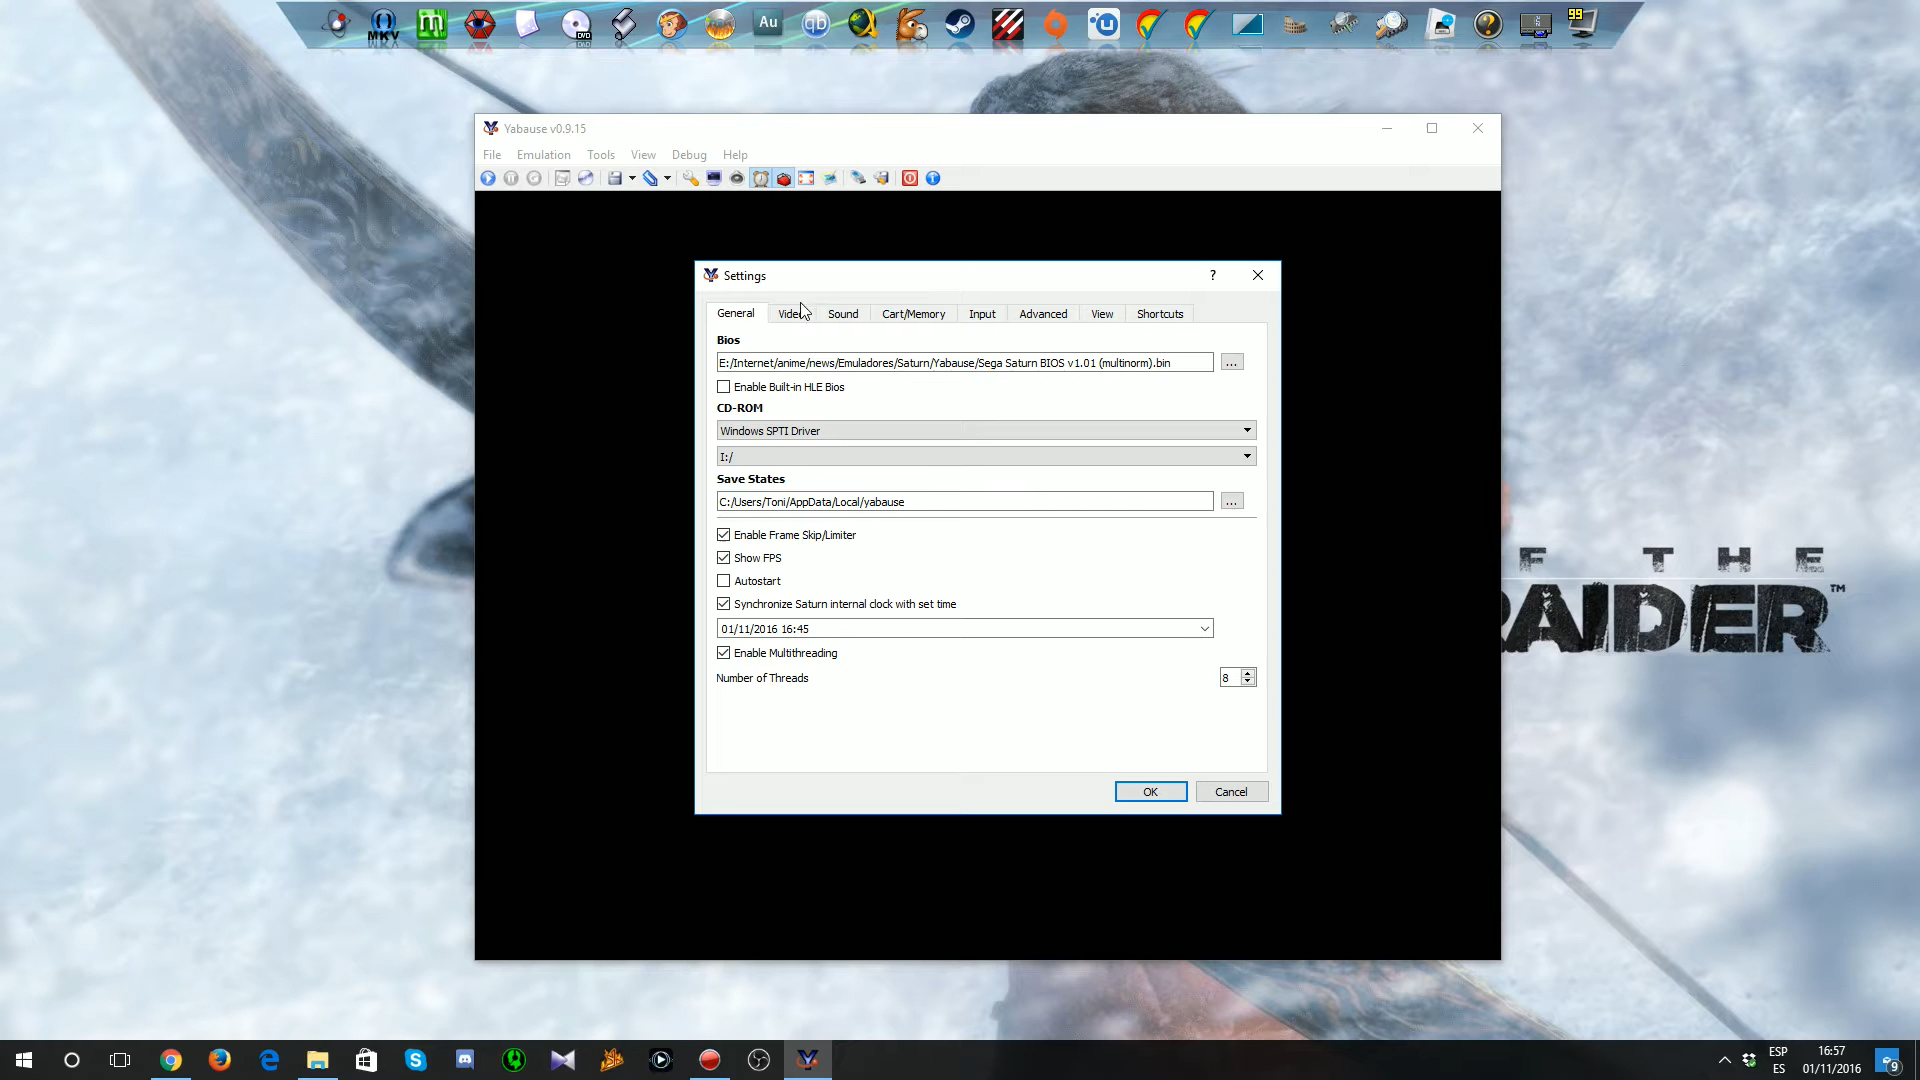 MKV
DVD
Au
qb
99
Yabause v0.9.15
File Emulation Tools View Debug Help
Settings
General Video Sound Cart/Memory Input Advanced View Shortcuts
Bios
E:/Internet/anime/news/Emuladores/Saturn/Yabause/Sega Saturn BIOS v1.01 (multinorm).bin
...
Enable Built-in HLE Bios
CD-ROM
Windows SPTI Driver
I:/
Save States
C:/Users/Toni/AppData/Local/yabause
...
Enable Frame Skip/Limiter
Show FPS
Autostart
Synchronize Saturn internal clock with set time
01/11/2016 16:45
Enable Multithreading
Number of Threads 8
OK Cancel
F THE
RAIDER™
ESP
ES
16:57
01/11/2016
9